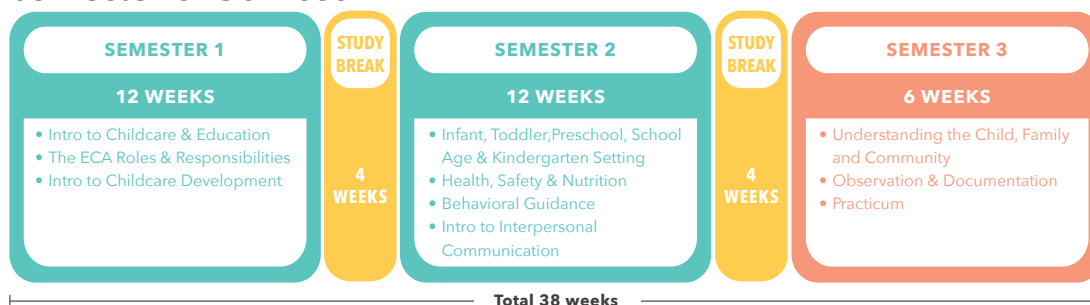 SEMESTER 1
12 WEEKS
• Intro to Childcare & Education
• The ECA Roles & Responsibilities
• Intro to Childcare Development
STUDY
BREAK
4
WEEKS
SEMESTER 2
12 WEEKS
• Infant, Toddler,Preschool, School
Age & Kindergarten Setting
• Health, Safety & Nutrition
• Behavioral Guidance
• Intro to Interpersonal
Communication
STUDY
BREAK
4
WEEKS
SEMESTER 3
6 WEEKS
• Understanding the Child, Family
and Community
• Observation & Documentation
• Practicum
Total 38 weeks